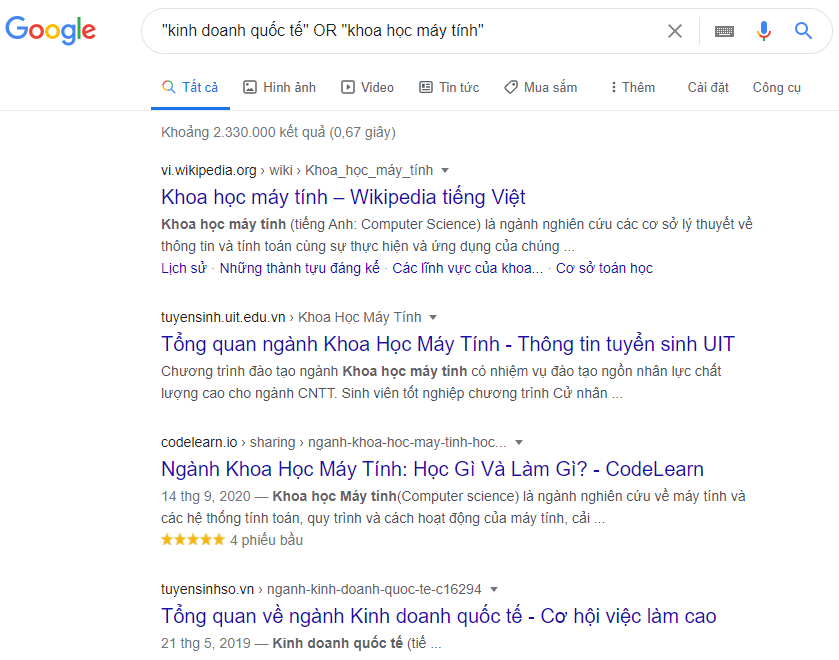 Google
"kinh doanh quốc tế" OR "khoa học máy tính"
Tất cả Hình ảnh Video Tin tức Mua sắm Thêm Cài đặt Công cụ
Khoảng 2.330.000 kết quả (0,67 giây)
vi.wikipedia.org › wiki › Khoa_học_máy_tính
Khoa học máy tính – Wikipedia tiếng Việt
Khoa học máy tính (tiếng Anh: Computer Science) là ngành nghiên cứu các cơ sở lý thuyết về
thông tin và tính toán cùng sự thực hiện và ứng dụng của chúng ...
Lịch sử · Những thành tựu đáng kể · Các lĩnh vực của khoa... · Cơ sở toán học
tuyensinh.uit.edu.vn › Khoa Học Máy Tính
Tổng quan ngành Khoa Học Máy Tính - Thông tin tuyển sinh UIT
Chương trình đào tạo ngành Khoa học máy tính có nhiệm vụ đào tạo ngồn nhân lực chất
lượng cao cho ngành CNTT. Sinh viên tốt nghiệp chương trình Cử nhân ...
codelearn.io › sharing › nganh-khoa-hoc-may-tinh-hoc...
Ngành Khoa Học Máy Tính: Học Gì Và Làm Gì? - CodeLearn
14 thg 9, 2020 — Khoa học Máy tính(Computer science) là ngành nghiên cứu về máy tính và
các hệ thống tính toán, quy trình và cách hoạt động của máy tính, cải ...
4 phiếu bầu
tuyensinhso.vn › nganh-kinh-doanh-quoc-te-c16294
Tổng quan về ngành Kinh doanh quốc tế - Cơ hội việc làm cao
21 thg 5, 2019 — Kinh doanh quốc tế (tiế ...